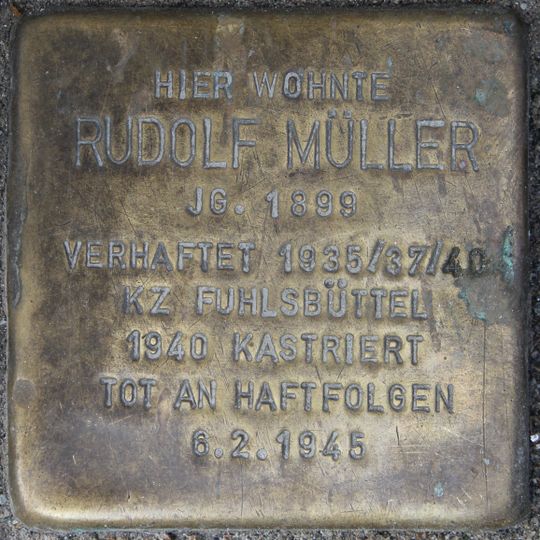 HIER WOHNTE
RUDOLF MÜLLER
JG. 1899
VERHAFTET 1935/37/40
KZ FUHLSBÜTTEL
1940 KASTRIERT
TOT AN HAFTFOLGEN
6.2.1945